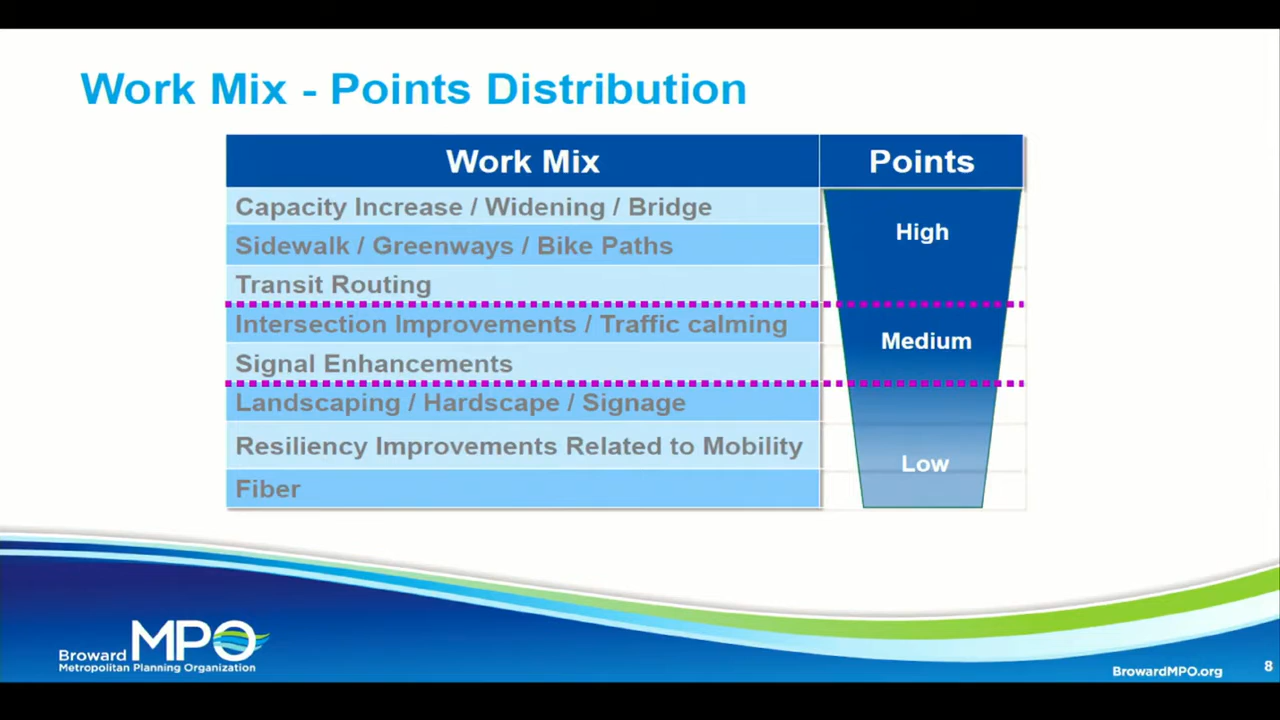 Work Mix - Points Distribution
Work Mix
Points
Capacity Increase / Widening / Bridge
Sidewalk / Greenways / Bike Paths
Transit Routing
High
Intersection Improvements / Traffic calming
Signal Enhancements
Medium
Landscaping / Hardscape / Signage
Resiliency Improvements Related to Mobility
Fiber
Low
Broward MPO
Metropolitan Planning Organization
BrowardMPO.org
8